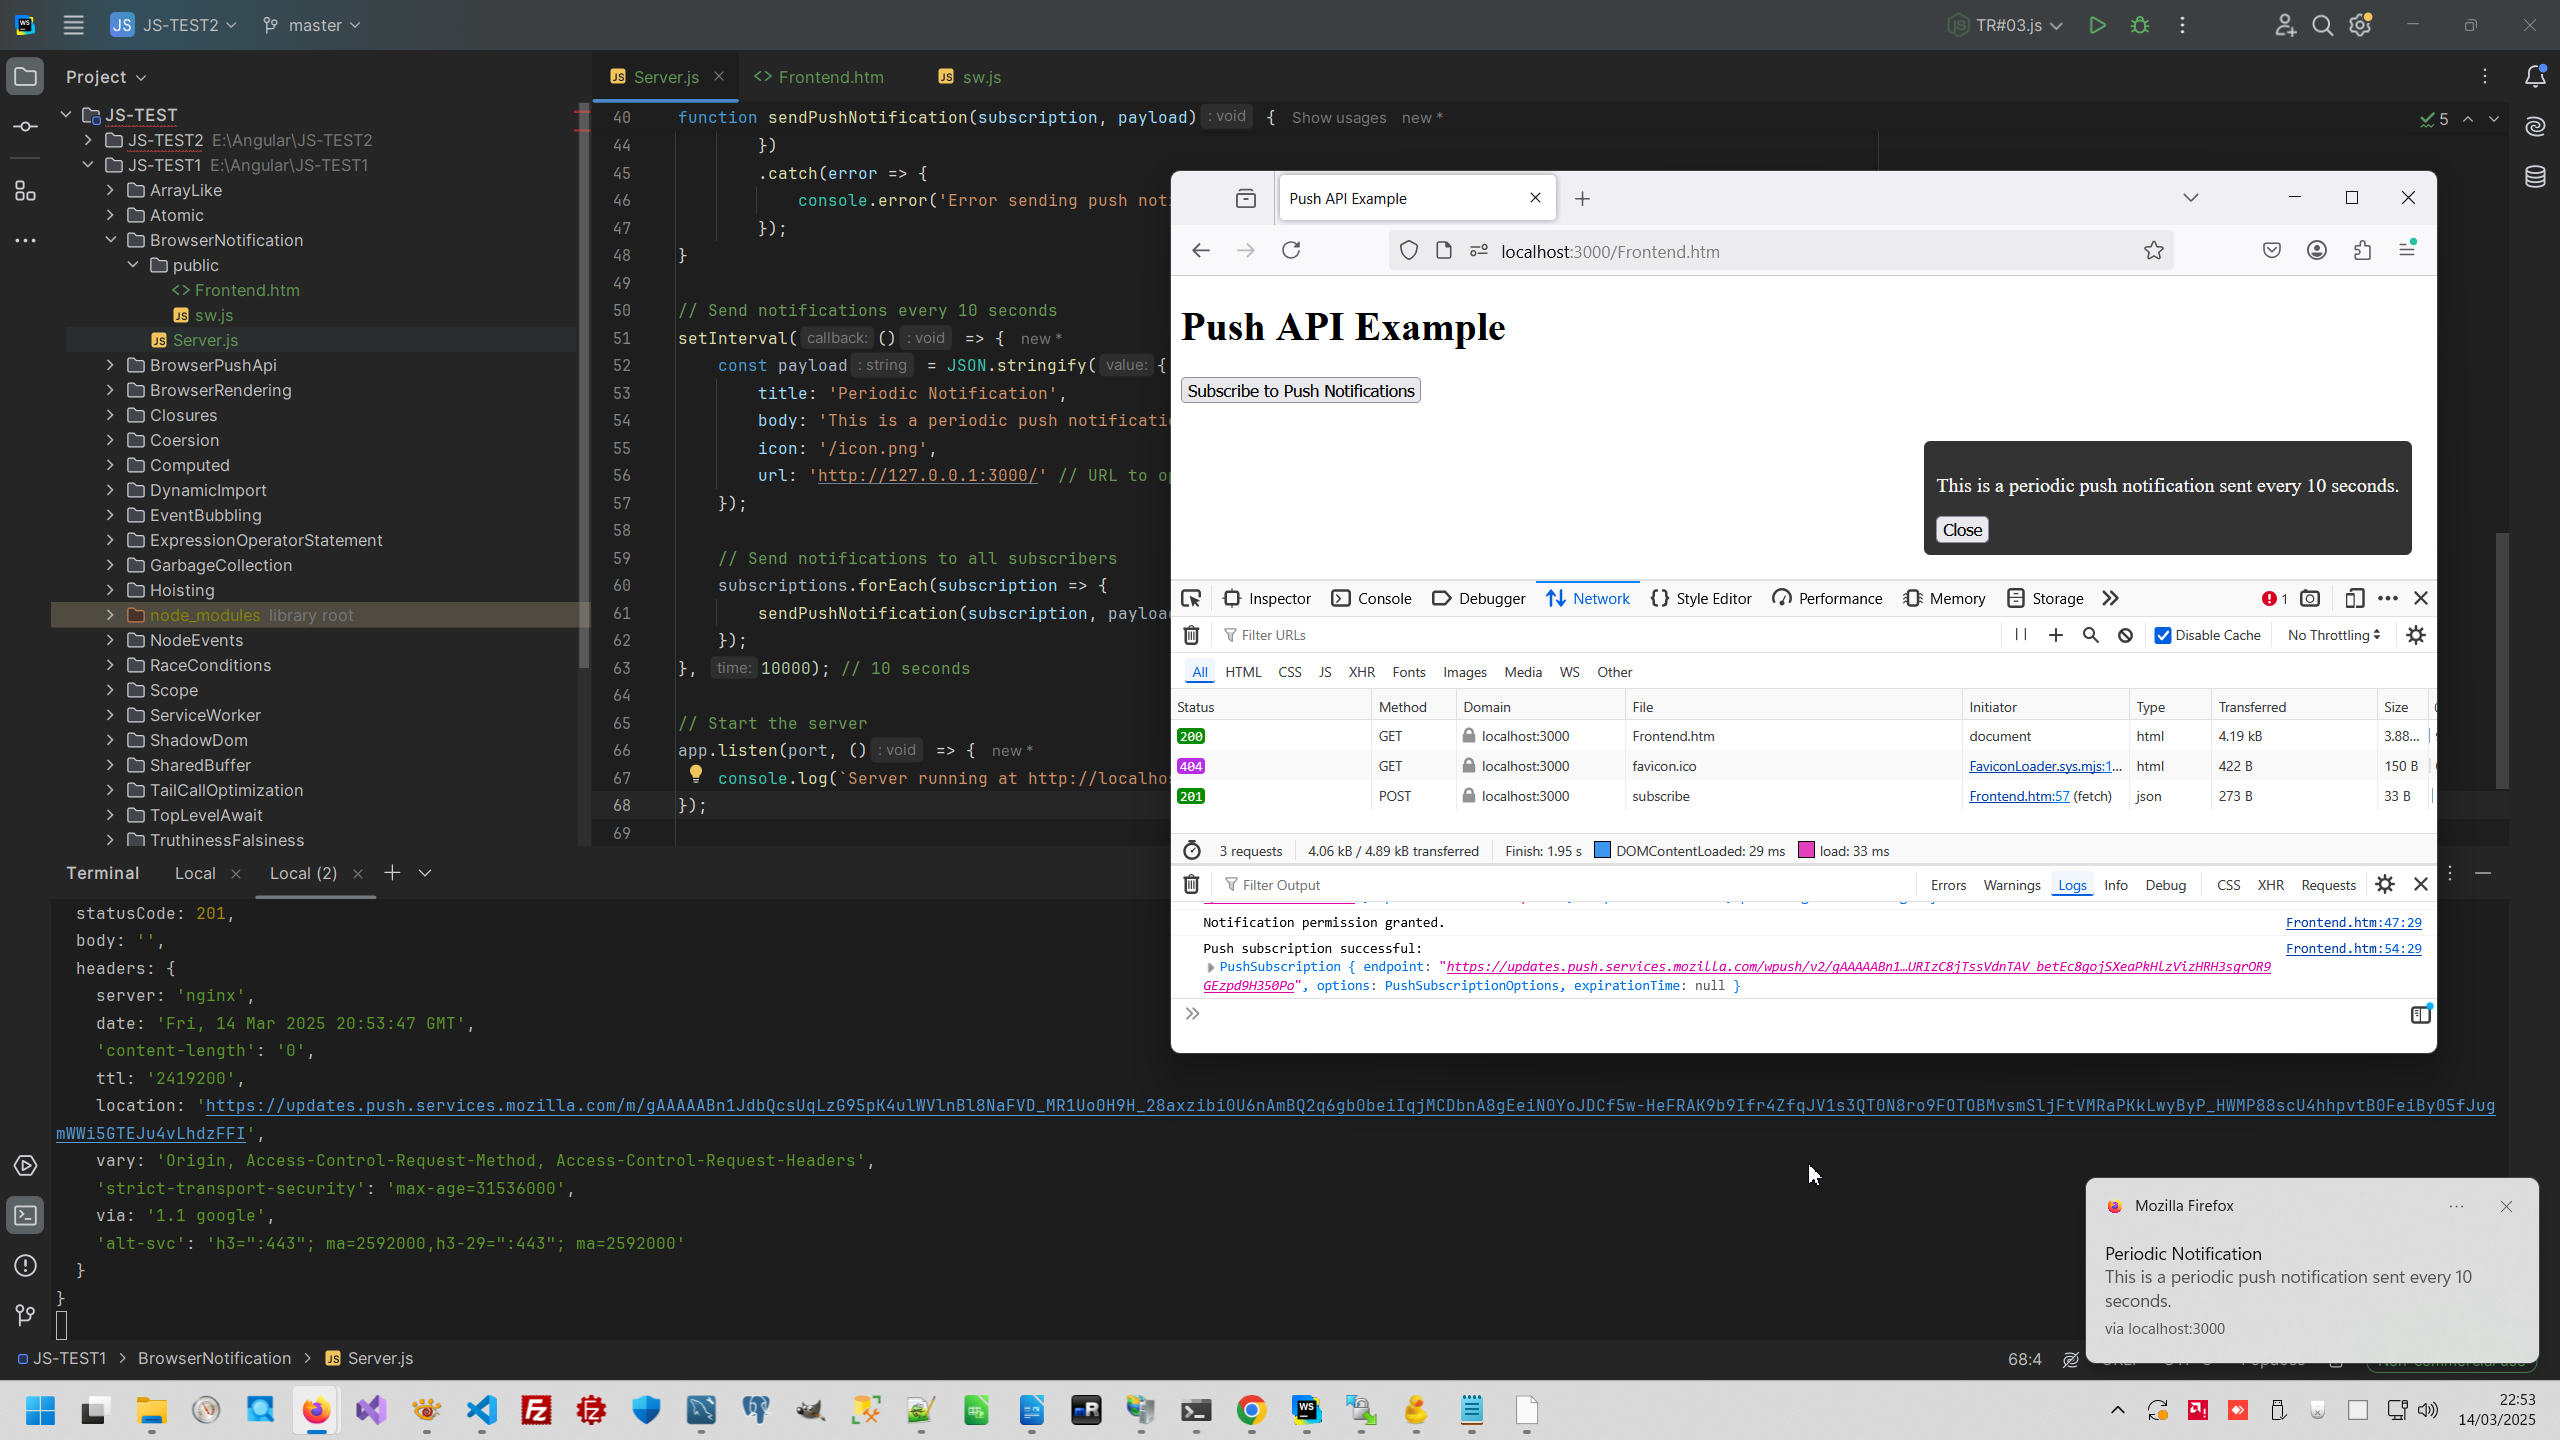 JS JS-TEST2 master TR#03.js
Project
JS-TEST
JS-TEST2 E:\Angular\JS-TEST2
JS-TEST1 E:\Angular\JS-TEST1
ArrayLike
Atomic
BrowserNotification
public
Frontend.htm
sw.js
Server.js
BrowserPushApi
BrowserRendering
Closures
Coersion
Computed
DynamicImport
EventBubbling
ExpressionOperatorStatement
GarbageCollection
Hoisting
node_modules library root
NodeEvents
RaceConditions
Scope
ServiceWorker
ShadowDom
SharedBuffer
TailCallOptimization
TopLevelAwait
TruthinessFalsiness
Server.js Frontend.htm sw.js
40 function sendPushNotification(subscription, payload) : void { Show usages new *
5
44 })
45 .catch(error => {
46 console.error('Error sending push noti
47 });
48 }
49
50 // Send notifications every 10 seconds
51 setInterval( callback: () : void => { new *
52 const payload : string = JSON.stringify( value: {
53 title: 'Periodic Notification',
54 body: 'This is a periodic push notificati
55 icon: '/icon.png',
56 url: 'http://127.0.0.1:3000/' // URL to o
57 });
58
59 // Send notifications to all subscribers
60 subscriptions.forEach(subscription => {
61 sendPushNotification(subscription, payloa
62 });
63 }, time: 10000); // 10 seconds
64
65 // Start the server
66 app.listen(port, () : void => { new *
67 console.log(`Server running at http://localho
68 });
69
Push API Example
localhost:3000/Frontend.htm
Push API Example
Subscribe to Push Notifications
This is a periodic push notification sent every 10 seconds.
Close
Inspector Console Debugger Network Style Editor Performance Memory Storage 1
Filter URLs Disable Cache No Throttling
All HTML CSS JS XHR Fonts Images Media WS Other
Status Method Domain File Initiator Type Transferred Size
200 GET localhost:3000 Frontend.htm document html 4.19 kB 3.88...
404 GET localhost:3000 favicon.ico FaviconLoader.sys.mjs:1... html 422 B 150 B
201 POST localhost:3000 subscribe Frontend.htm:57 (fetch) json 273 B 33 B
3 requests 4.06 kB / 4.89 kB transferred Finish: 1.95 s DOMContentLoaded: 29 ms load: 33 ms
Filter Output Errors Warnings Logs Info Debug CSS XHR Requests
Notification permission granted. Frontend.htm:47:29
Push subscription successful: Frontend.htm:54:29
PushSubscription { endpoint: "https://updates.push.services.mozilla.com/wpush/v2/gAAAAABn1…URIzC8jTssVdnTAV_betEc8gojSXeaPkHlzVizHRH3sgrOR9
GEzpd9H350Po", options: PushSubscriptionOptions, expirationTime: null }
Terminal Local Local (2)
statusCode: 201,
body: '',
headers: {
server: 'nginx',
date: 'Fri, 14 Mar 2025 20:53:47 GMT',
'content-length': '0',
ttl: '2419200',
location: 'https://updates.push.services.mozilla.com/m/gAAAAABn1JdbQcsUqLzG95pK4ulWVlnBl8NaFVD_MR1Uo0H9H_28axzibi0U6nAmBQ2q6gb0beiIqjMCDbnA8gEeiN0YoJDCf5w-HeFRAK9b9Ifr4ZfqJV1s3QT0N8ro9FOTOBMvsmSljFtVMRaPKkLwyByP_HWMP88scU4hhpvtB0FeiBy05fJug
mWWi5GTEJu4vLhdzFFI',
vary: 'Origin, Access-Control-Request-Method, Access-Control-Request-Headers',
'strict-transport-security': 'max-age=31536000',
via: '1.1 google',
'alt-svc': 'h3=":443"; ma=2592000,h3-29=":443"; ma=2592000'
}
}
Mozilla Firefox
Periodic Notification
This is a periodic push notification sent every 10
seconds.
via localhost:3000
JS-TEST1 > BrowserNotification > Server.js 68:4
22:53
14/03/2025